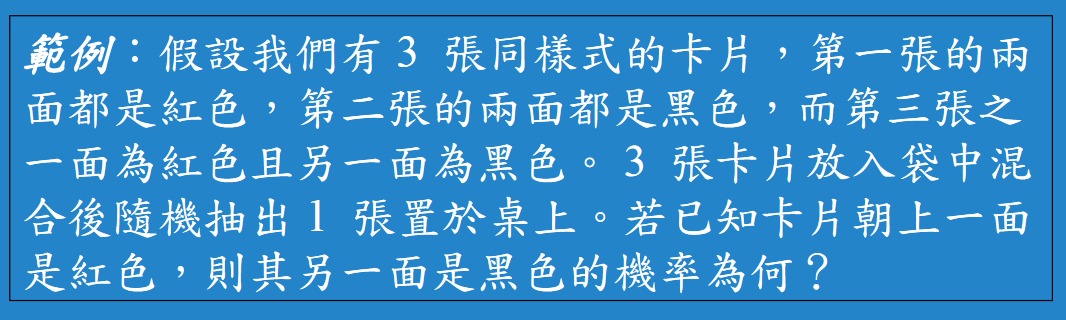 範例：假設我們有 3 張同樣式的卡片，第一張的兩
面都是紅色，第二張的兩面都是黑色，而第三張之
一面為紅色且另一面為黑色。3 張卡片放入袋中混
合後隨機抽出 1 張置於桌上。若已知卡片朝上一面
是紅色，則其另一面是黑色的機率為何？